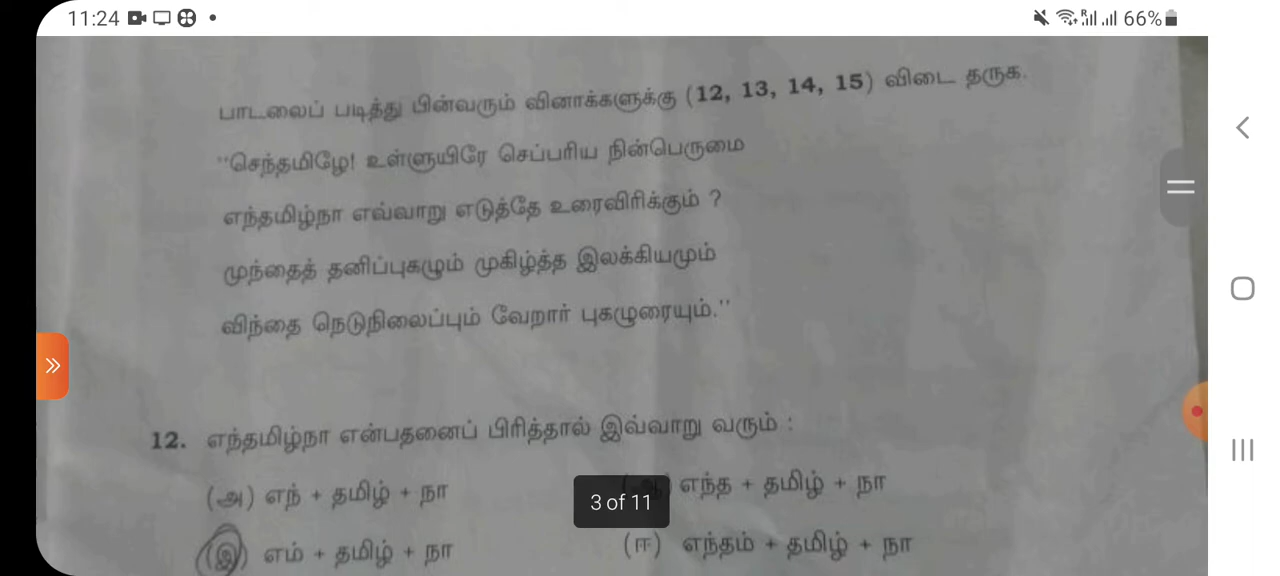 11:24
66%
பாடலைப் படித்து பின்வரும் வினாக்களுக்கு (12, 13, 14, 15) விடை தருக.
"செந்தமிழே! உள்ளுயிரே செப்பரிய நின்பெருமை
எந்தமிழ்நா எவ்வாறு எடுத்தே உரைவிரிக்கும் ?
முந்தைத் தனிப்புகழும் முகிழ்த்த இலக்கியமும்
விந்தை நெடுநிலைப்பும் வேறார் புகழுரையும்."
12. எந்தமிழ்நா என்பதனைப் பிரித்தால் இவ்வாறு வரும் :
(அ) எந் + தமிழ் + நா (ஆ) எந்த + தமிழ் + நா
3 of 11
(இ) எம் + தமிழ் + நா (ஈ) எந்தம் + தமிழ் + நா